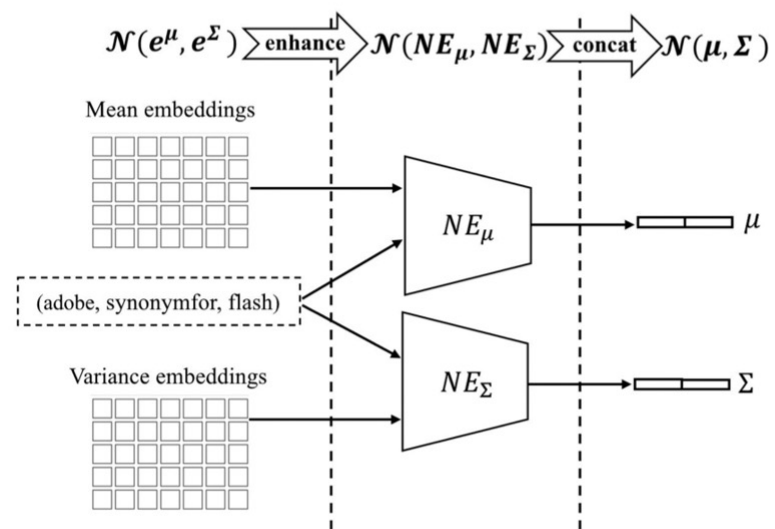 𝓝(e^μ, e^Σ) enhance 𝓝(NE_μ, NE_Σ) concat 𝓝(μ, Σ)
Mean embeddings
NE_μ
μ
(adobe, synonymfor, flash)
Variance embeddings
NE_Σ
Σ